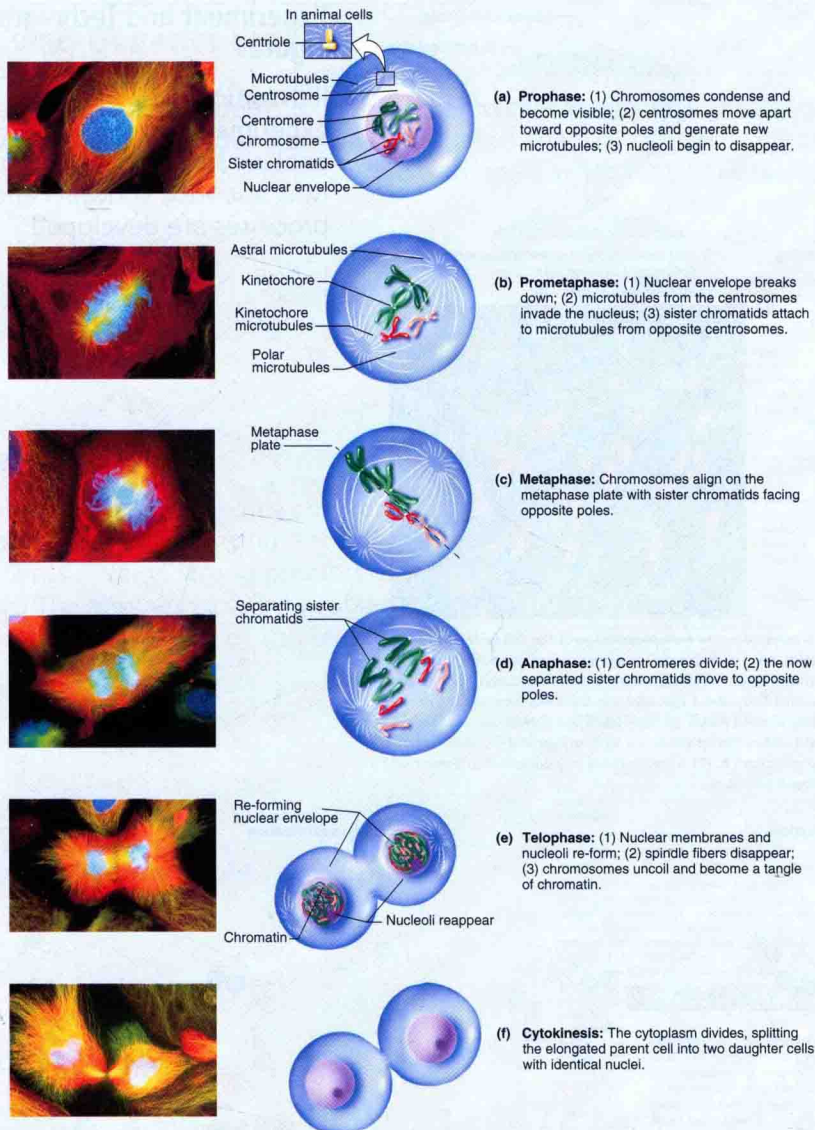 In animal cells
Centriole
Microtubules
Centrosome
Centromere
Chromosome
Sister chromatids
Nuclear envelope
(a) Prophase: (1) Chromosomes condense and
become visible; (2) centrosomes move apart
toward opposite poles and generate new
microtubules; (3) nucleoli begin to disappear.
Astral microtubules
Kinetochore
Kinetochore
microtubules
Polar
microtubules
(b) Prometaphase: (1) Nuclear envelope breaks
down; (2) microtubules from the centrosomes
invade the nucleus; (3) sister chromatids attach
to microtubules from opposite centrosomes.
Metaphase
plate
(c) Metaphase: Chromosomes align on the
metaphase plate with sister chromatids facing
opposite poles.
Separating sister
chromatids
(d) Anaphase: (1) Centromeres divide; (2) the now
separated sister chromatids move to opposite
poles.
Re-forming
nuclear envelope
Chromatin
Nucleoli reappear
(e) Telophase: (1) Nuclear membranes and
nucleoli re-form; (2) spindle fibers disappear;
(3) chromosomes uncoil and become a tangle
of chromatin.
(f) Cytokinesis: The cytoplasm divides, splitting
the elongated parent cell into two daughter cells
with identical nuclei.